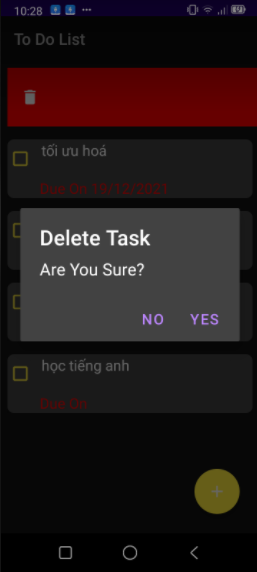 10:28
To Do List
tối ưu hoá
Due On 16/12/2021
Delete Task
Are You Sure?
NO YES
học tiếng anh
Due On